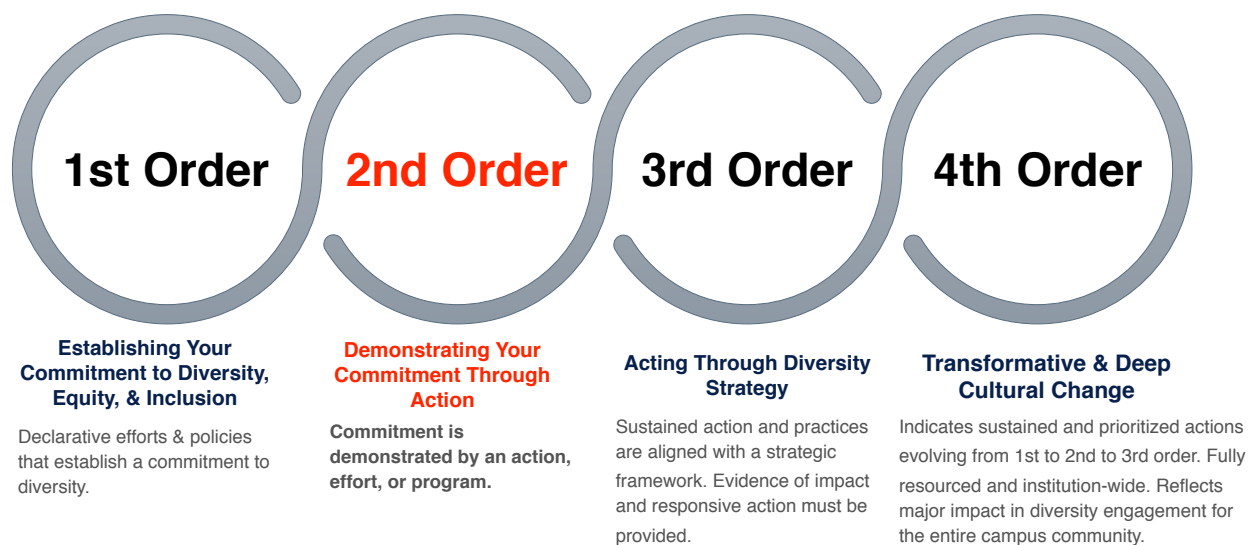 1st Order
2nd Order
3rd Order
4th Order
Establishing Your
Commitment to Diversity,
Equity, & Inclusion
Declarative efforts & policies
that establish a commitment to
diversity.
Demonstrating Your
Commitment Through
Action
Commitment is
demonstrated by an action,
effort, or program.
Acting Through Diversity
Strategy
Sustained action and practices
are aligned with a strategic
framework. Evidence of impact
and responsive action must be
provided.
Transformative & Deep
Cultural Change
Indicates sustained and prioritized actions
evolving from 1st to 2nd to 3rd order. Fully
resourced and institution-wide. Reflects
major impact in diversity engagement for
the entire campus community.